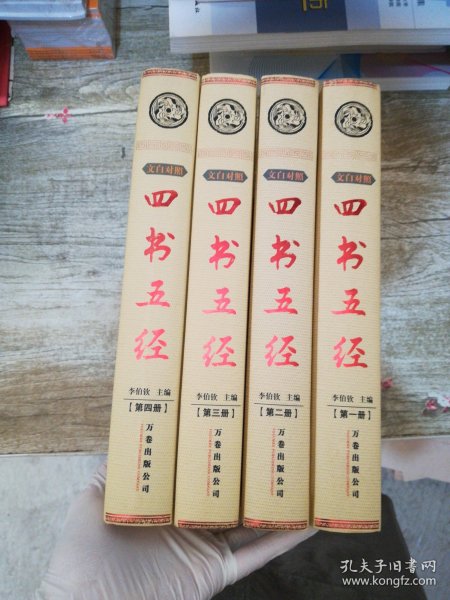 文白对照
四书五经
李伯钦 主编
【第四册】
万卷出版公司
文白对照
四书五经
李伯钦 主编
【第三册】
万卷出版公司
文白对照
四书五经
李伯钦 主编
【第二册】
万卷出版公司
文白对照
四书五经
李伯钦 主编
【第一册】
万卷出版公司
孔夫子旧书网
www.kongfz.com